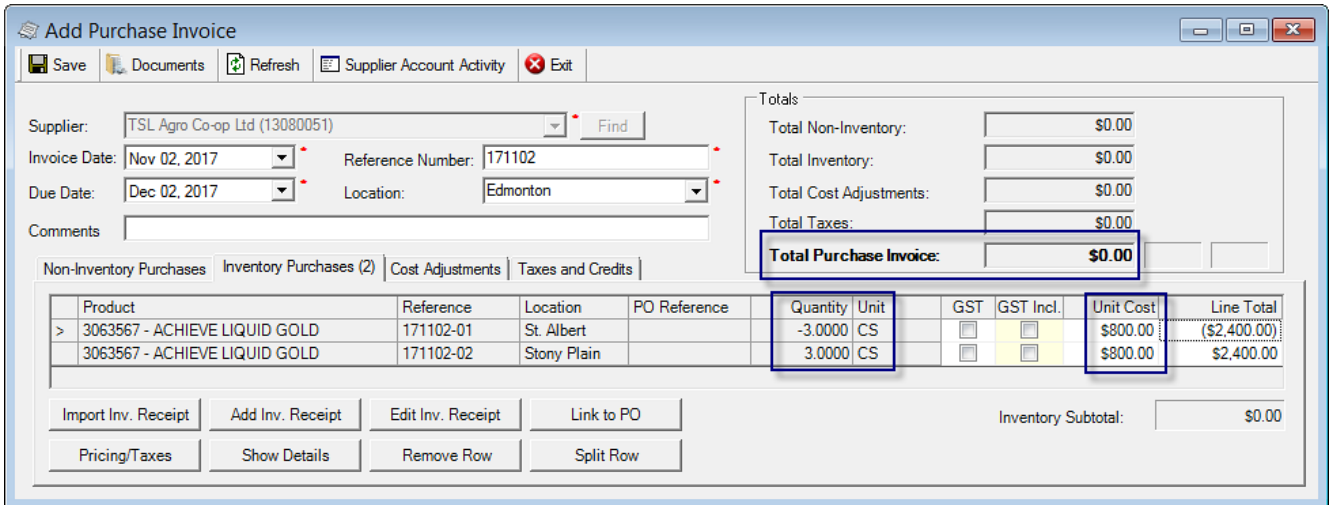 Add Purchase Invoice
Save Documents Refresh Supplier Account Activity Exit
Supplier: TSL Agro Co-op Ltd (13080051) * Find
Invoice Date: Nov 02, 2017 * Reference Number: 171102 *
Due Date: Dec 02, 2017 * Location: Edmonton *
Comments
Totals
Total Non-Inventory: $0.00
Total Inventory: $0.00
Total Cost Adjustments: $0.00
Total Taxes: $0.00
Total Purchase Invoice: $0.00
Non-Inventory Purchases Inventory Purchases (2) Cost Adjustments Taxes and Credits
Product Reference Location PO Reference Quantity Unit GST GST Incl. Unit Cost Line Total
> 3063567 - ACHIEVE LIQUID GOLD 171102-01 St. Albert -3.0000 CS $800.00 ($2,400.00)
3063567 - ACHIEVE LIQUID GOLD 171102-02 Stony Plain 3.0000 CS $800.00 $2,400.00
Import Inv. Receipt Add Inv. Receipt Edit Inv. Receipt Link to PO Inventory Subtotal: $0.00
Pricing/Taxes Show Details Remove Row Split Row